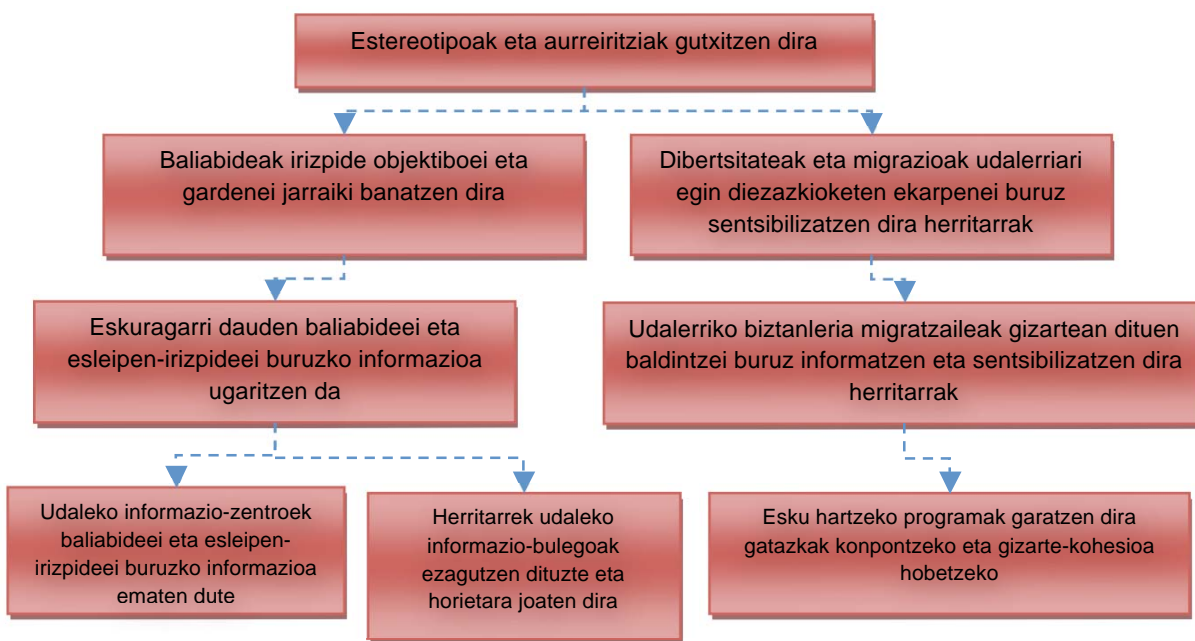 Estereotipoak eta aurreiritziak gutxitzen dira
Baliabideak irizpide objektiboei eta
gardenei jarraiki banatzen dira
Dibertsitateak eta migrazioak udalerriari
egin diezazkioketen ekarpenei buruz
sentsibilizatzen dira herritarrak
Eskuragarri dauden baliabideei eta
esleipen-irizpideei buruzko informazioa
ugaritzen da
Udalerriko biztanleria migratzaileak gizartean dituen
baldintzei buruz informatzen eta sentsibilizatzen dira
herritarrak
Udaleko informazio-zentroek
baliabideei eta esleipen-
irizpideei buruzko informazioa
ematen dute
Herritarrek udaleko
informazio-bulegoak
ezagutzen dituzte eta
horietara joaten dira
Esku hartzeko programak garatzen dira
gatazkak konpontzeko eta gizarte-kohesioa
hobetzeko